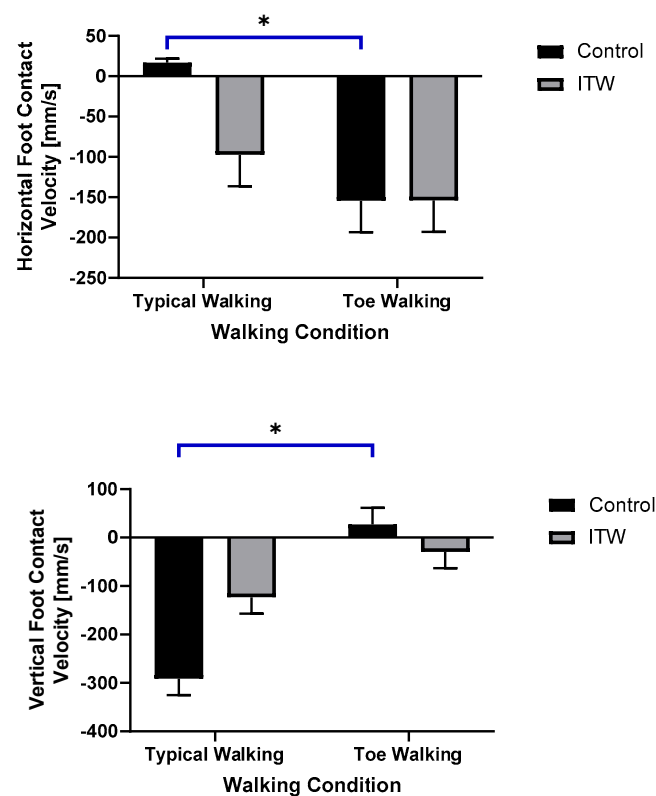 *
Control
ITW
50
0
-50
-100
-150
-200
-250
Horizontal Foot Contact
Velocity [mm/s]
Typical Walking
Toe Walking
Walking Condition
*
Control
ITW
100
0
-100
-200
-300
-400
Vertical Foot Contact
Velocity [mm/s]
Typical Walking
Toe Walking
Walking Condition